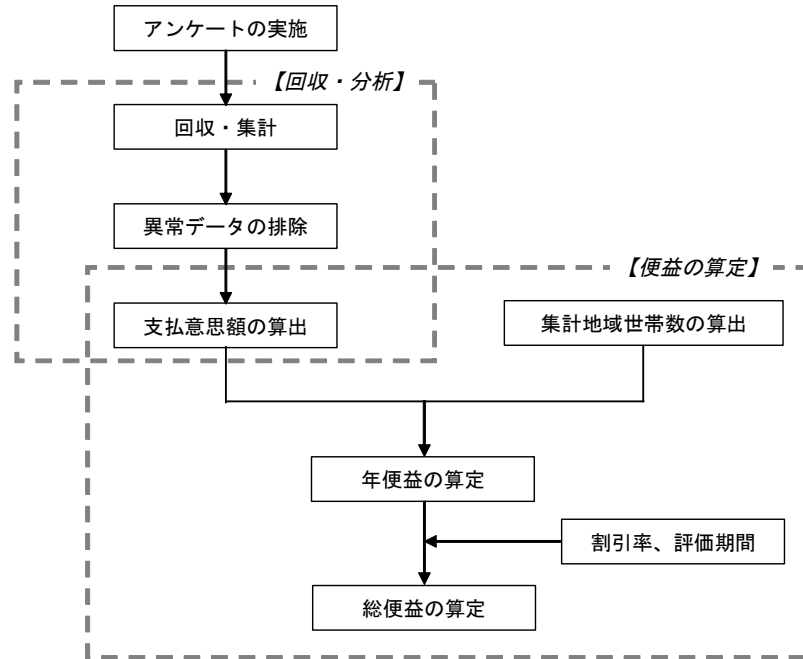 アンケートの実施
【回収・分析】
回収・集計
異常データの排除
【便益の算定】
支払意思額の算出
集計地域世帯数の算出
年便益の算定
割引率、評価期間
総便益の算定